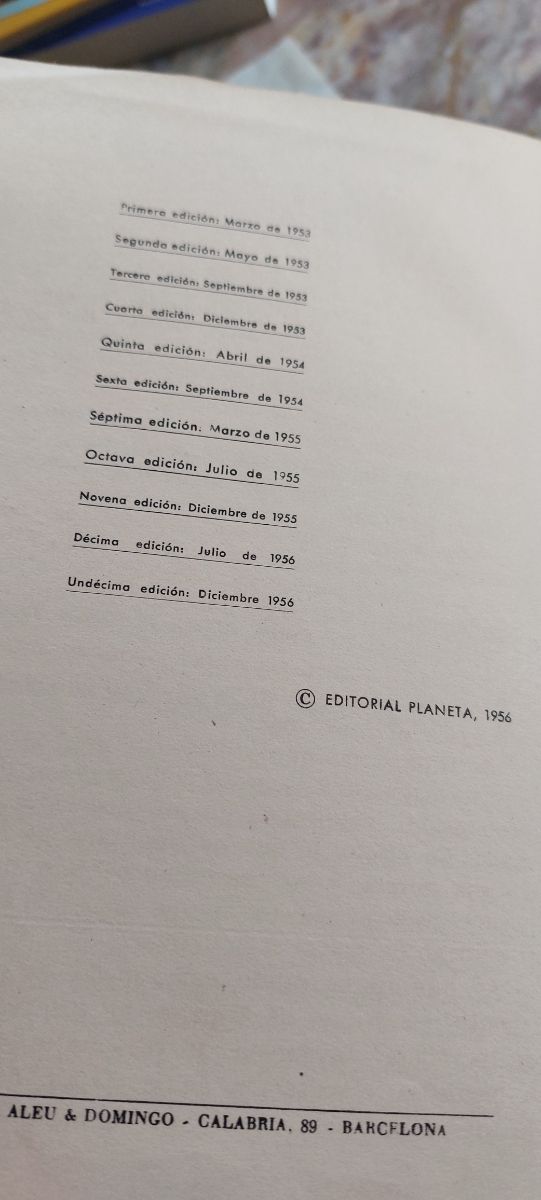 Primera edición: Marzo de 1953
Segunda edición: Mayo de 1953
Tercera edición: Septiembre de 1953
Cuarta edición: Diciembre de 1953
Quinta edición: Abril de 1954
Sexta edición: Septiembre de 1954
Séptima edición: Marzo de 1955
Octava edición: Julio de 1955
Novena edición: Diciembre de 1955
Décima edición: Julio de 1956
Undécima edición: Diciembre 1956
© EDITORIAL PLANETA, 1956
ALEU & DOMINGO - CALABRIA, 89 - BARCELONA